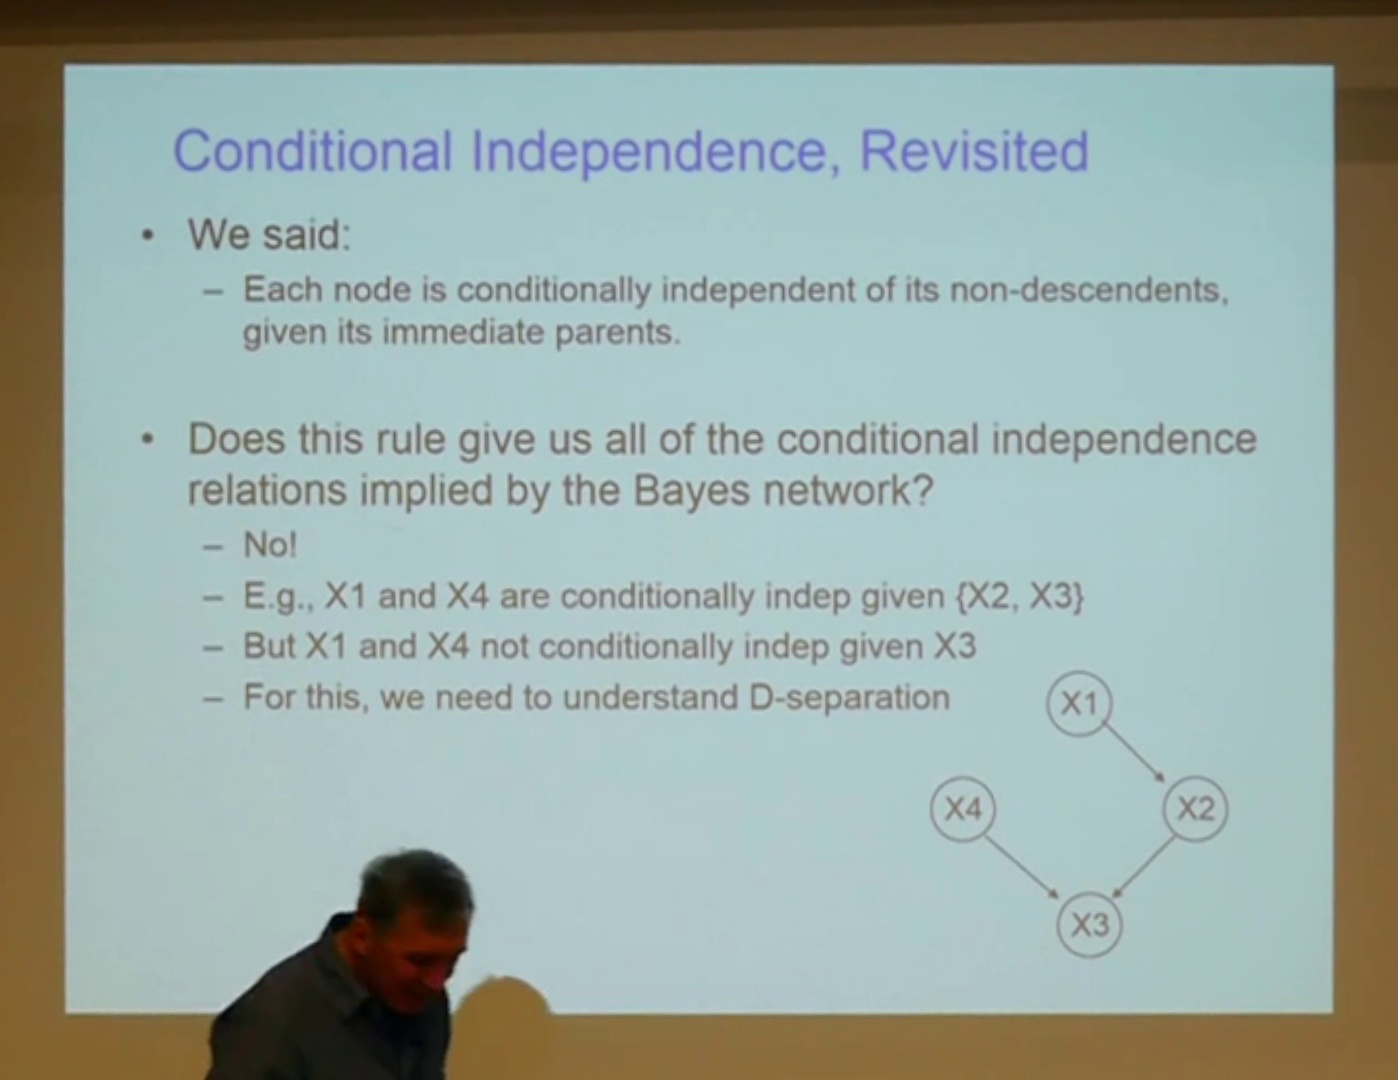 Conditional Independence, Revisited
• We said:
– Each node is conditionally independent of its non-descendents,
given its immediate parents.
• Does this rule give us all of the conditional independence
relations implied by the Bayes network?
– No!
– E.g., X1 and X4 are conditionally indep given {X2, X3}
– But X1 and X4 not conditionally indep given X3
– For this, we need to understand D-separation
X1
X4
X2
X3